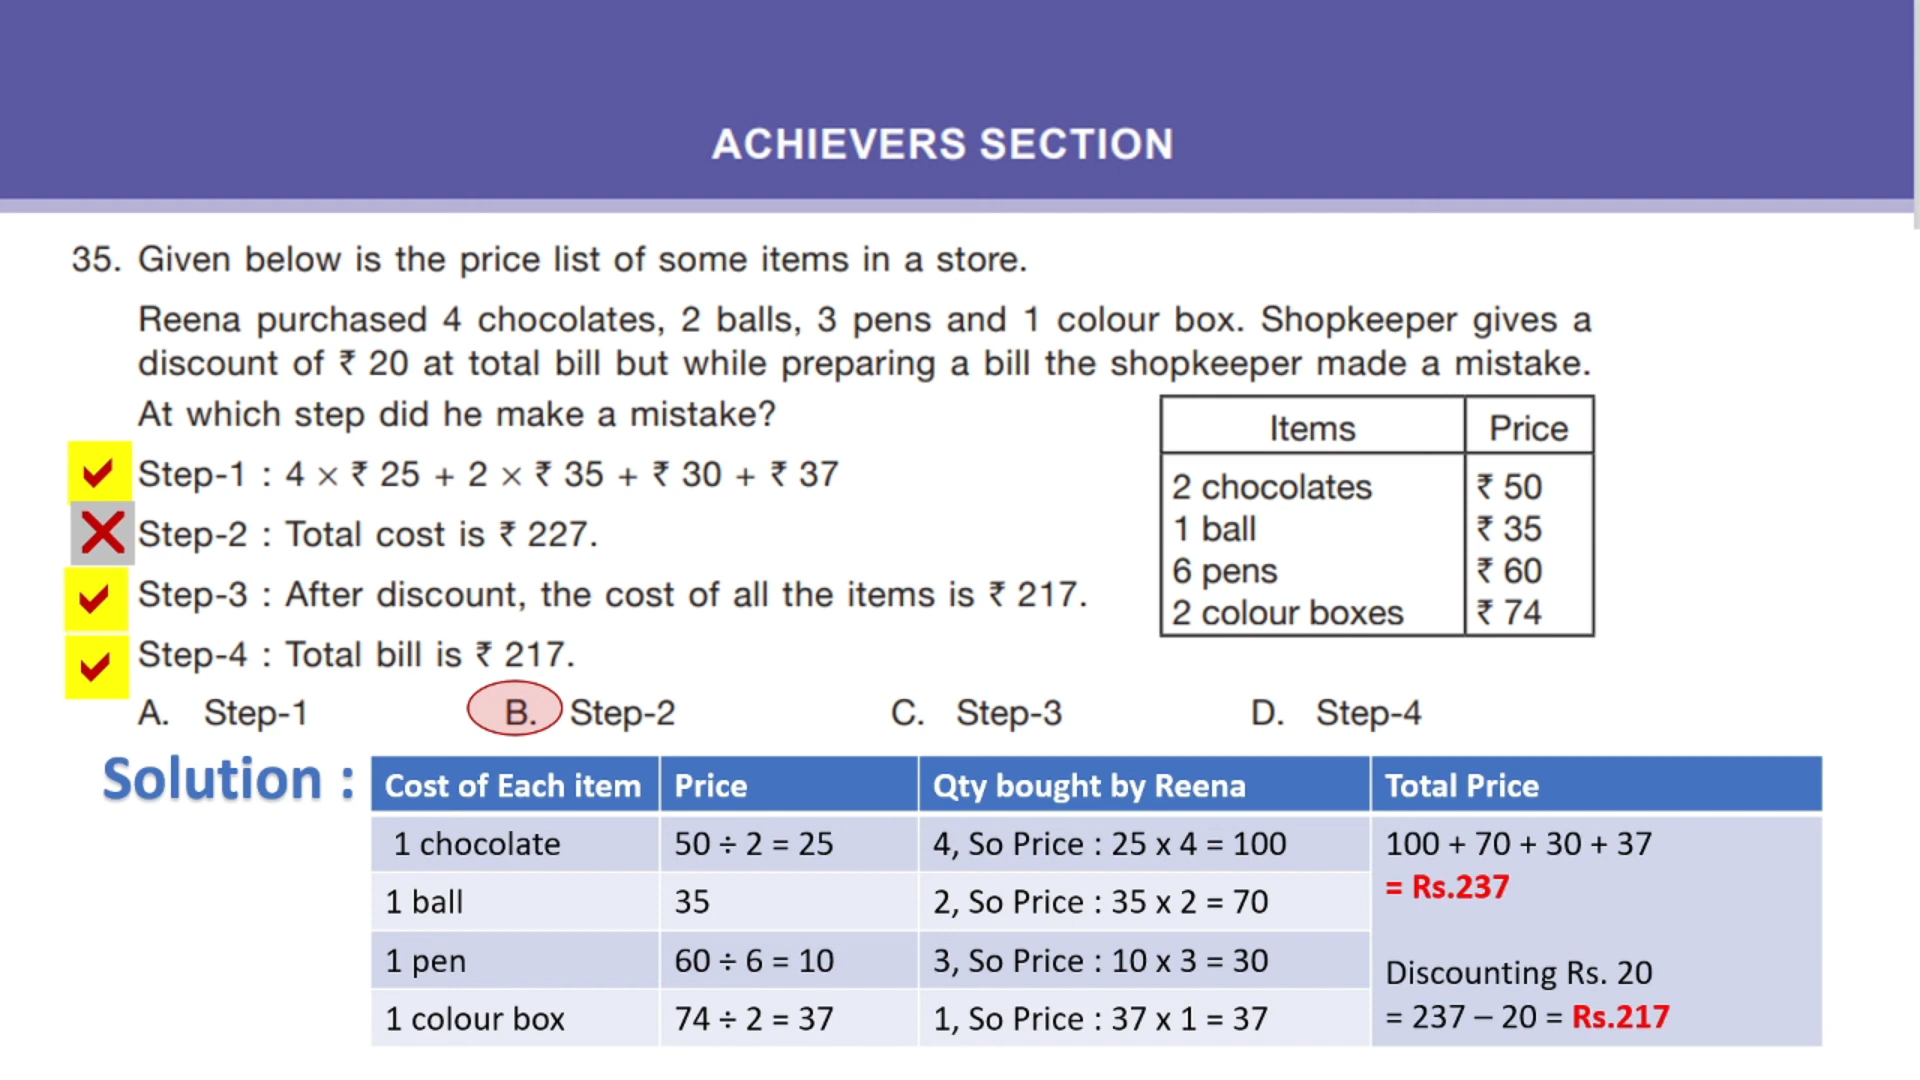 ACHIEVERS SECTION
35. Given below is the price list of some items in a store.
Reena purchased 4 chocolates, 2 balls, 3 pens and 1 colour box. Shopkeeper gives a
discount of ₹ 20 at total bill but while preparing a bill the shopkeeper made a mistake.
At which step did he make a mistake?
Items Price
2 chocolates ₹ 50
1 ball ₹ 35
6 pens ₹ 60
2 colour boxes ₹ 74
Step-1 : 4 × ₹ 25 + 2 × ₹ 35 + ₹ 30 + ₹ 37
Step-2 : Total cost is ₹ 227.
Step-3 : After discount, the cost of all the items is ₹ 217.
Step-4 : Total bill is ₹ 217.
A. Step-1 B. Step-2 C. Step-3 D. Step-4
Solution :
Cost of Each item Price Qty bought by Reena Total Price
1 chocolate 50 ÷ 2 = 25 4, So Price : 25 x 4 = 100
1 ball 35 2, So Price : 35 x 2 = 70
1 pen 60 ÷ 6 = 10 3, So Price : 10 x 3 = 30
1 colour box 74 ÷ 2 = 37 1, So Price : 37 x 1 = 37
100 + 70 + 30 + 37
= Rs.237
Discounting Rs. 20
= 237 – 20 = Rs.217